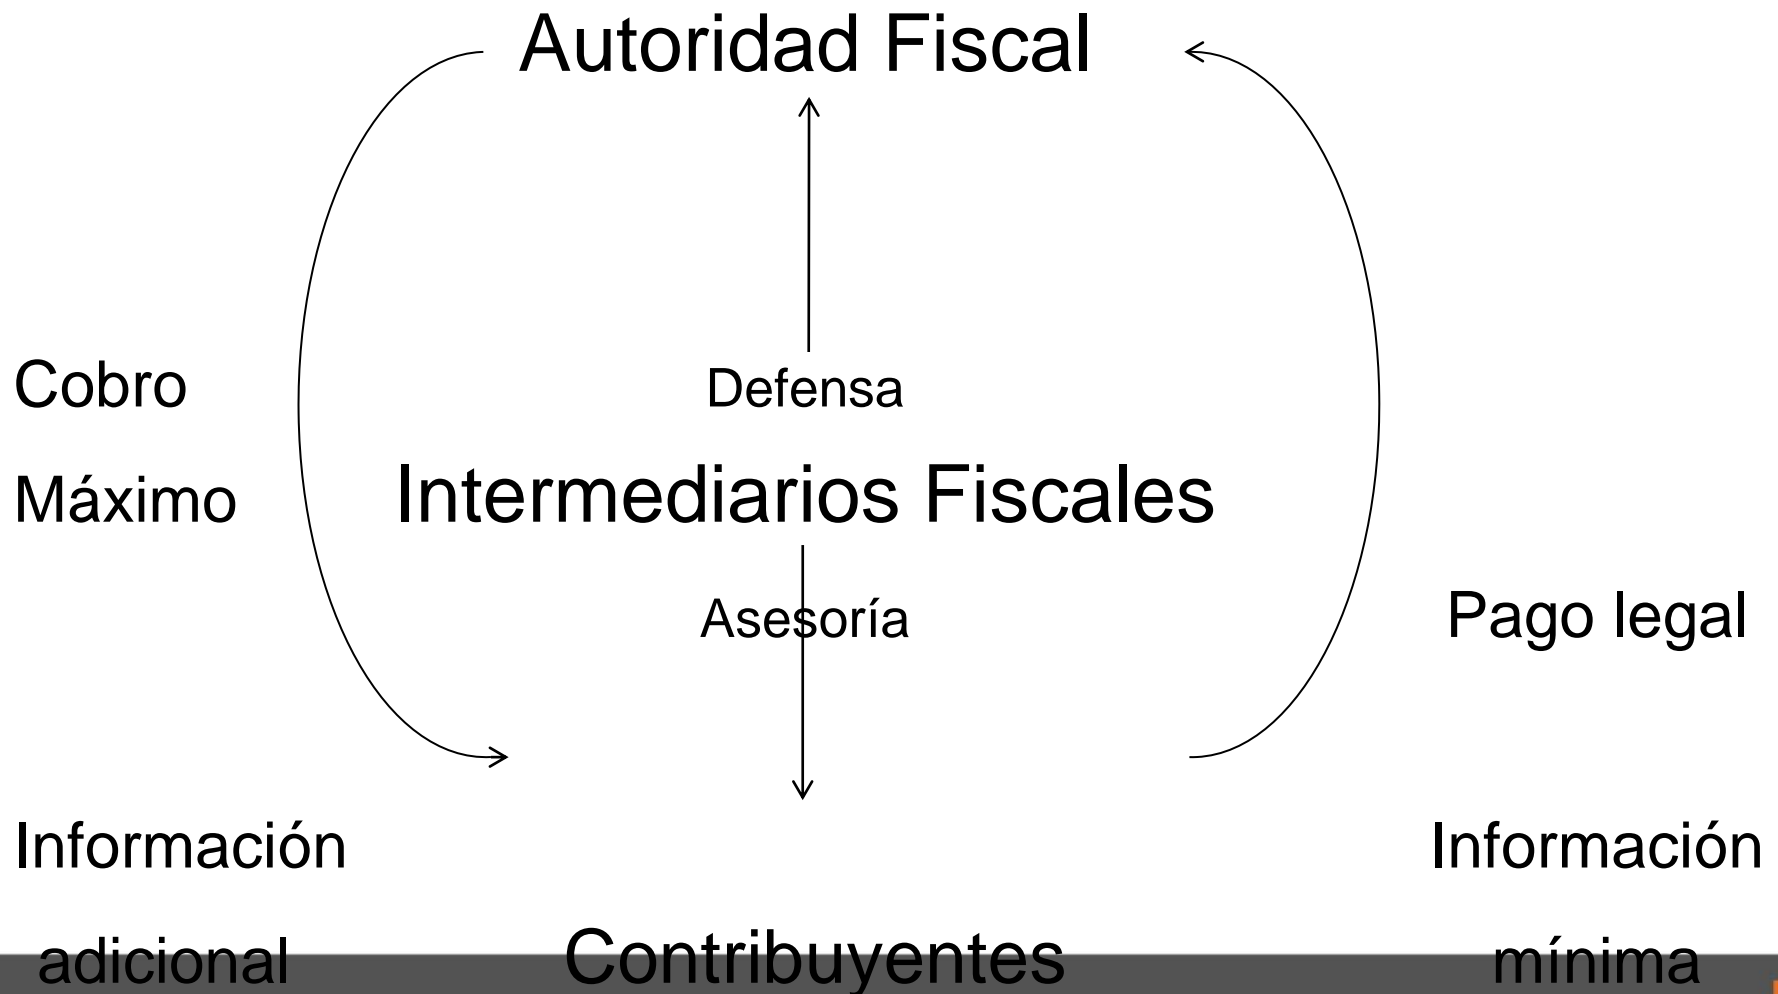 Autoridad Fiscal
Cobro
Defensa
Máximo
Intermediarios Fiscales
Asesoría
Pago legal
Información
Información
adicional
Contribuyentes
mínima